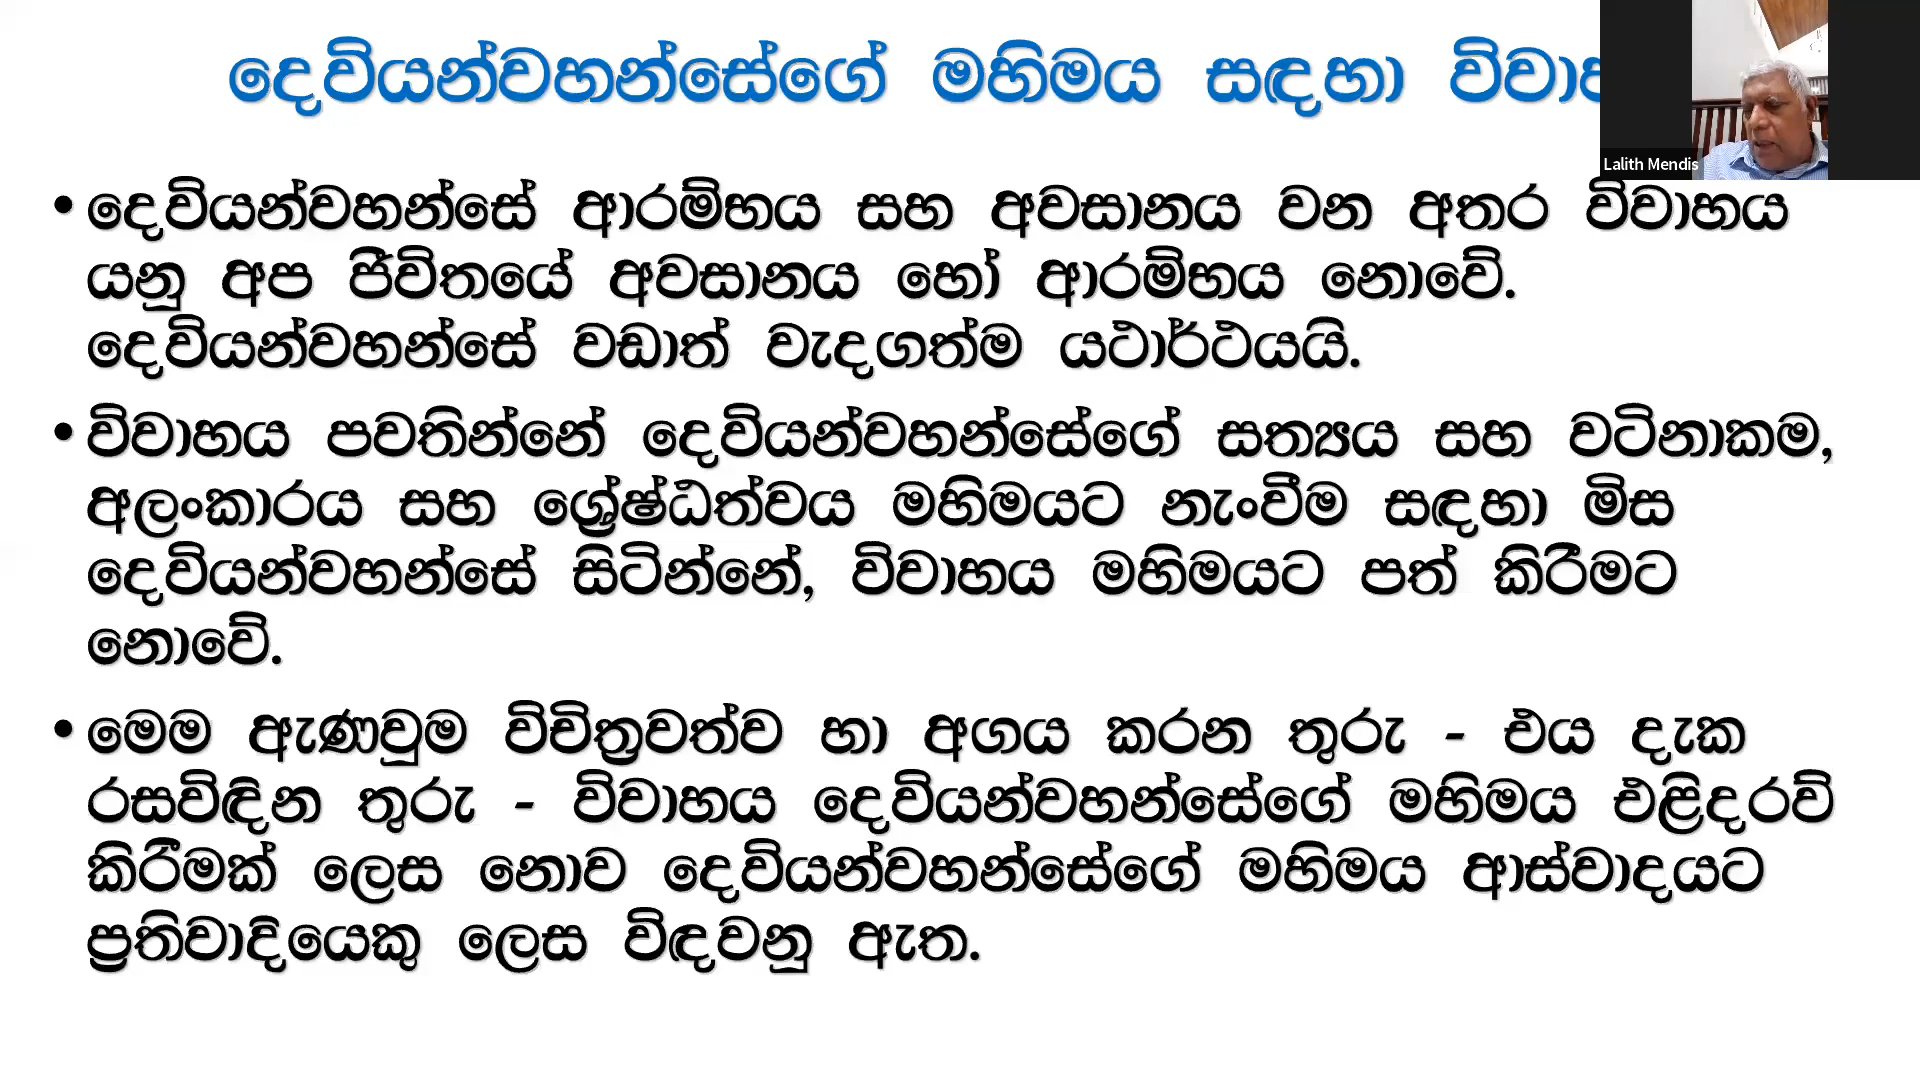 දෙවියන්වහන්සේගේ මහිමය සඳහා
Lalith Mendis
• දෙවියන්වහන්සේ ආරම්භය සහ අවසානය වන අතර විවාහය
යනු අප ජීවිතයේ අවසානය හෝ ආරම්භය නොවේ.
දෙවියන්වහන්සේ වඩාත් වැදගත්ම යථාර්ථයයි.
• විවාහය පවතින්නේ දෙවියන්වහන්සේගේ සත්‍යය සහ වටිනාකම,
අලංකාරය සහ ශ්‍රේෂ්ඨත්වය මහිමයට නැංවීම සඳහා මිස
දෙවියන්වහන්සේ සිටින්නේ, විවාහය මහිමයට පත් කිරීමට
නොවේ.
• මෙම ඇණවුම විචිත්‍රවත්ව හා අගය කරන තුරු - එය දැක
රසවිඳින තුරු - විවාහය දෙවියන්වහන්සේගේ මහිමය එළිදරව්
කිරීමක් ලෙස නොව දෙවියන්වහන්සේගේ මහිමය ආස්වාදයට
ප්‍රතිවාදියෙකු ලෙස විඳවනු ඇත.